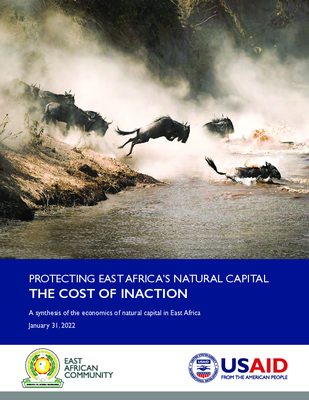 PROTECTING EAST AFRICA'S NATURAL CAPITAL
THE COST OF INACTION
A synthesis of the economics of natural capital in East Africa
January 31, 2022
EAST
AFRICAN
COMMUNITY
USAID
FROM THE AMERICAN PEOPLE